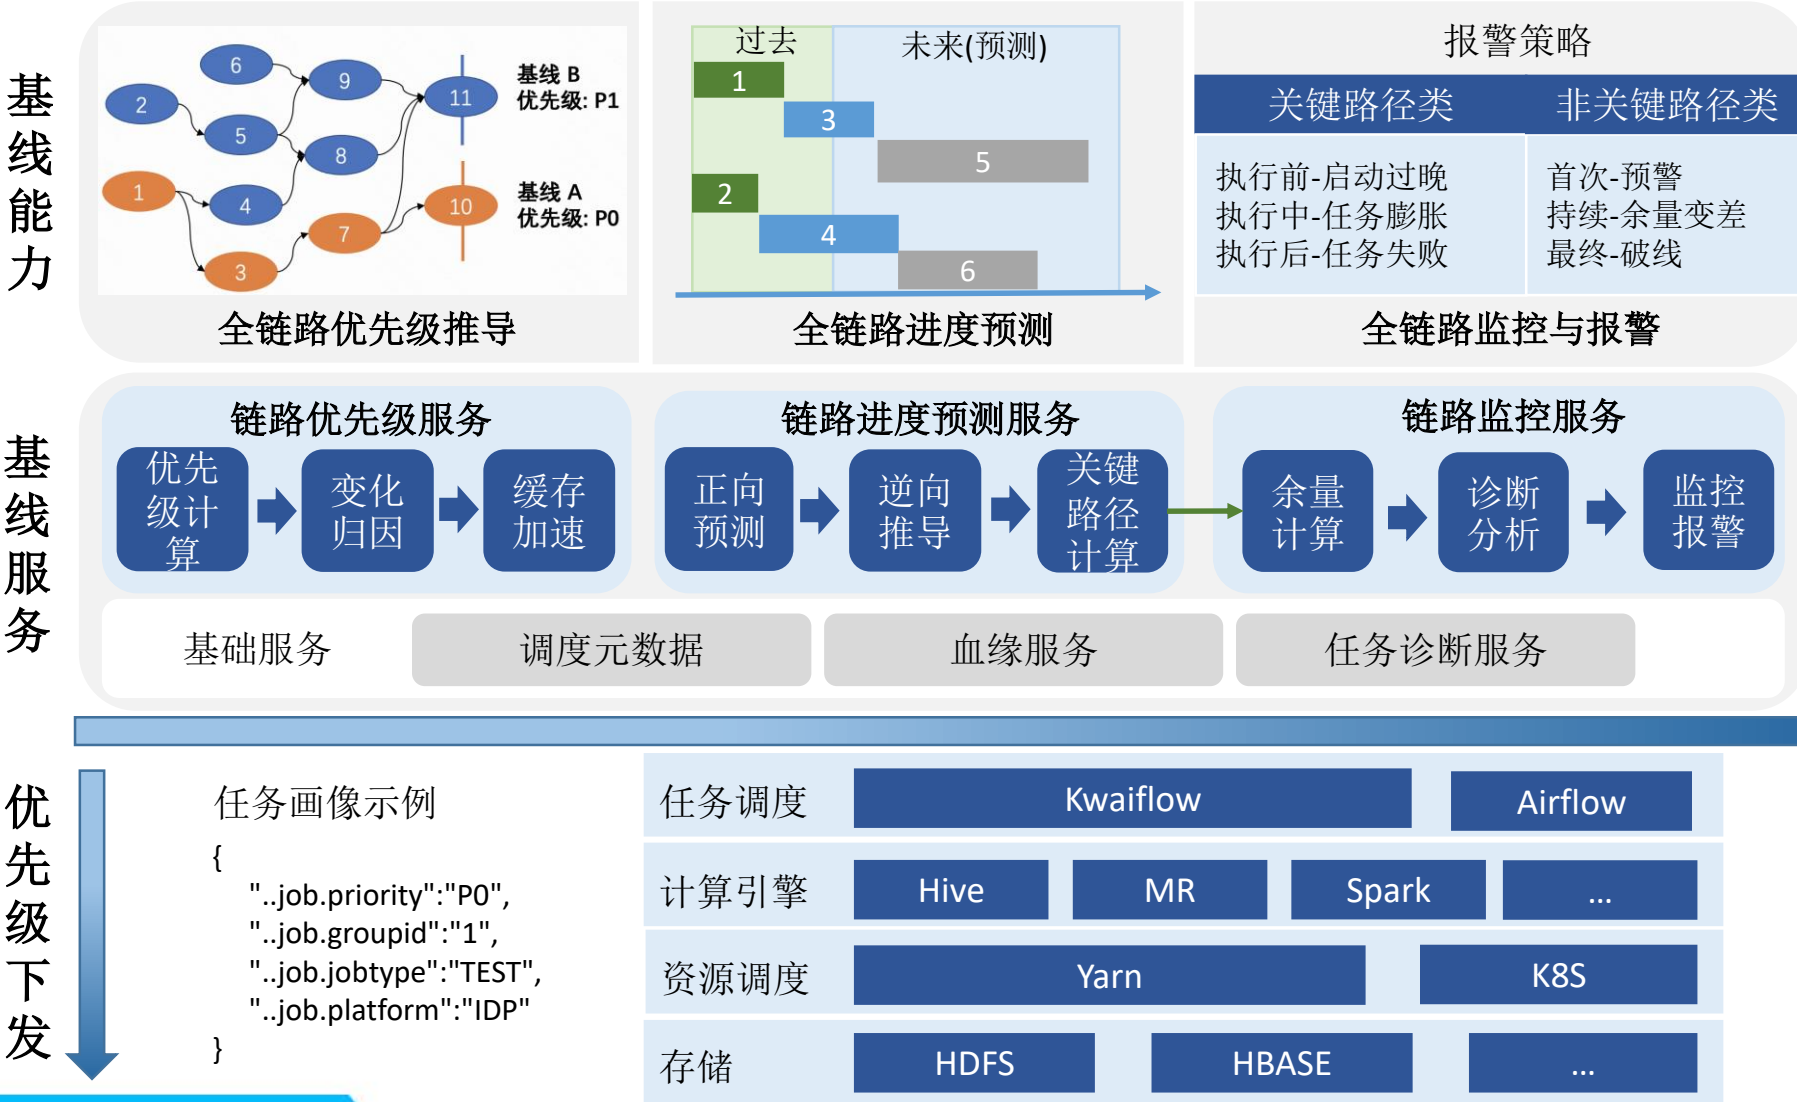 基线能力
6
9
2
5
11
8
1
4
7
10
3
基线 B
优先级: P1
基线 A
优先级: P0
全链路优先级推导
过去
未来(预测)
1
3
5
2
4
6
全链路进度预测
报警策略
关键路径类
非关键路径类
执行前-启动过晚
执行中-任务膨胀
执行后-任务失败
首次-预警
持续-余量变差
最终-破线
全链路监控与报警
基线服务
链路优先级服务
优先
级计
算
变化
归因
缓存
加速
链路进度预测服务
正向
预测
逆向
推导
关键
路径
计算
链路监控服务
余量
计算
诊断
分析
监控
报警
基础服务
调度元数据
血缘服务
任务诊断服务
优先级下发
任务画像示例
{
"..job.priority":"P0",
"..job.groupid":"1",
"..job.jobtype":"TEST",
"..job.platform":"IDP"
}
任务调度
Kwaiflow
Airflow
计算引擎
Hive
MR
Spark
...
资源调度
Yarn
K8S
存储
HDFS
HBASE
...